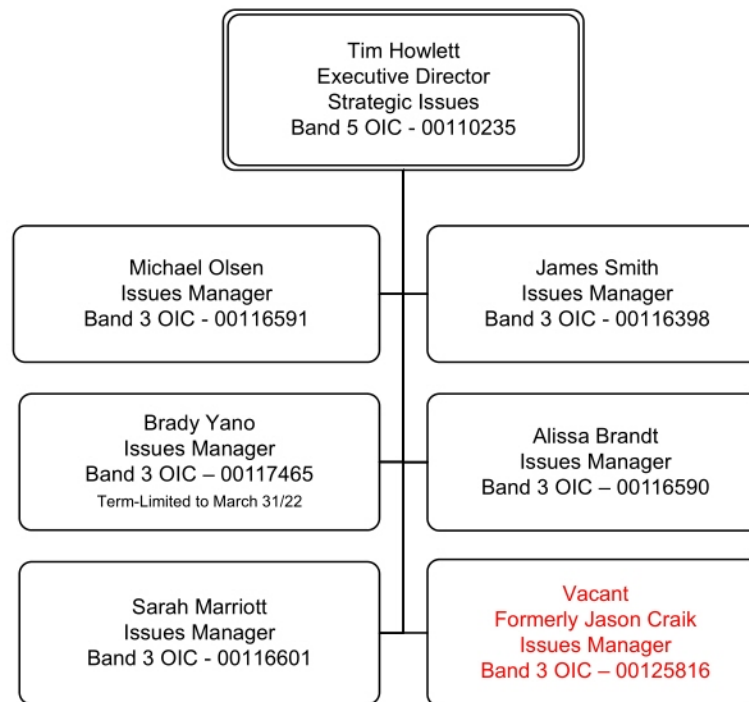 Tim Howlett
Executive Director
Strategic Issues
Band 5 OIC - 00110235
Michael Olsen
Issues Manager
Band 3 OIC - 00116591
James Smith
Issues Manager
Band 3 OIC - 00116398
Brady Yano
Issues Manager
Band 3 OIC – 00117465
Term-Limited to March 31/22
Alissa Brandt
Issues Manager
Band 3 OIC – 00116590
Sarah Marriott
Issues Manager
Band 3 OIC - 00116601
Vacant
Formerly Jason Craik
Issues Manager
Band 3 OIC – 00125816